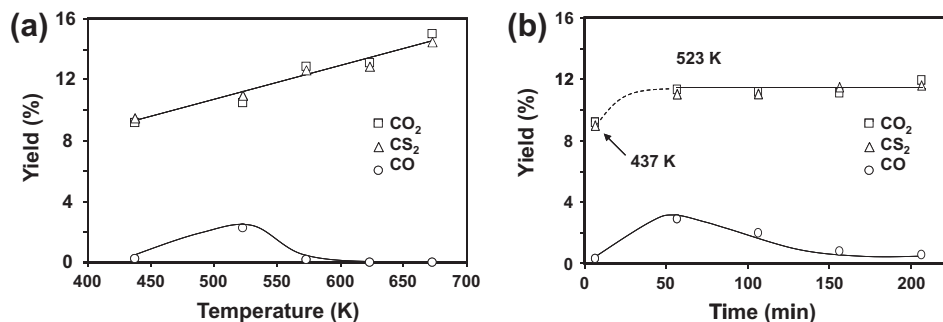 (a)
16
12
8
4
0
Yield (%)
CO2
CS2
CO
400 450 500 550 600 650 700
Temperature (K)
(b)
16
12
8
4
0
Yield (%)
523 K
437 K
CO2
CS2
CO
0 50 100 150 200
Time (min)